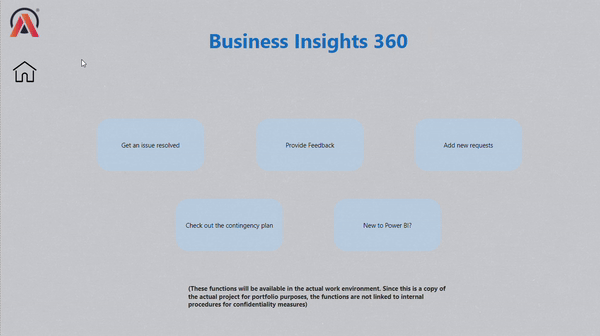 Business Insights 360
Get an issue resolved
Provide Feedback
Add new requests
Check out the contingency plan
New to Power BI?
(These functions will be available in the actual work environment. Since this is a copy of
the actual project for portfolio purposes, the functions are not linked to internal
procedures for confidentiality measures)